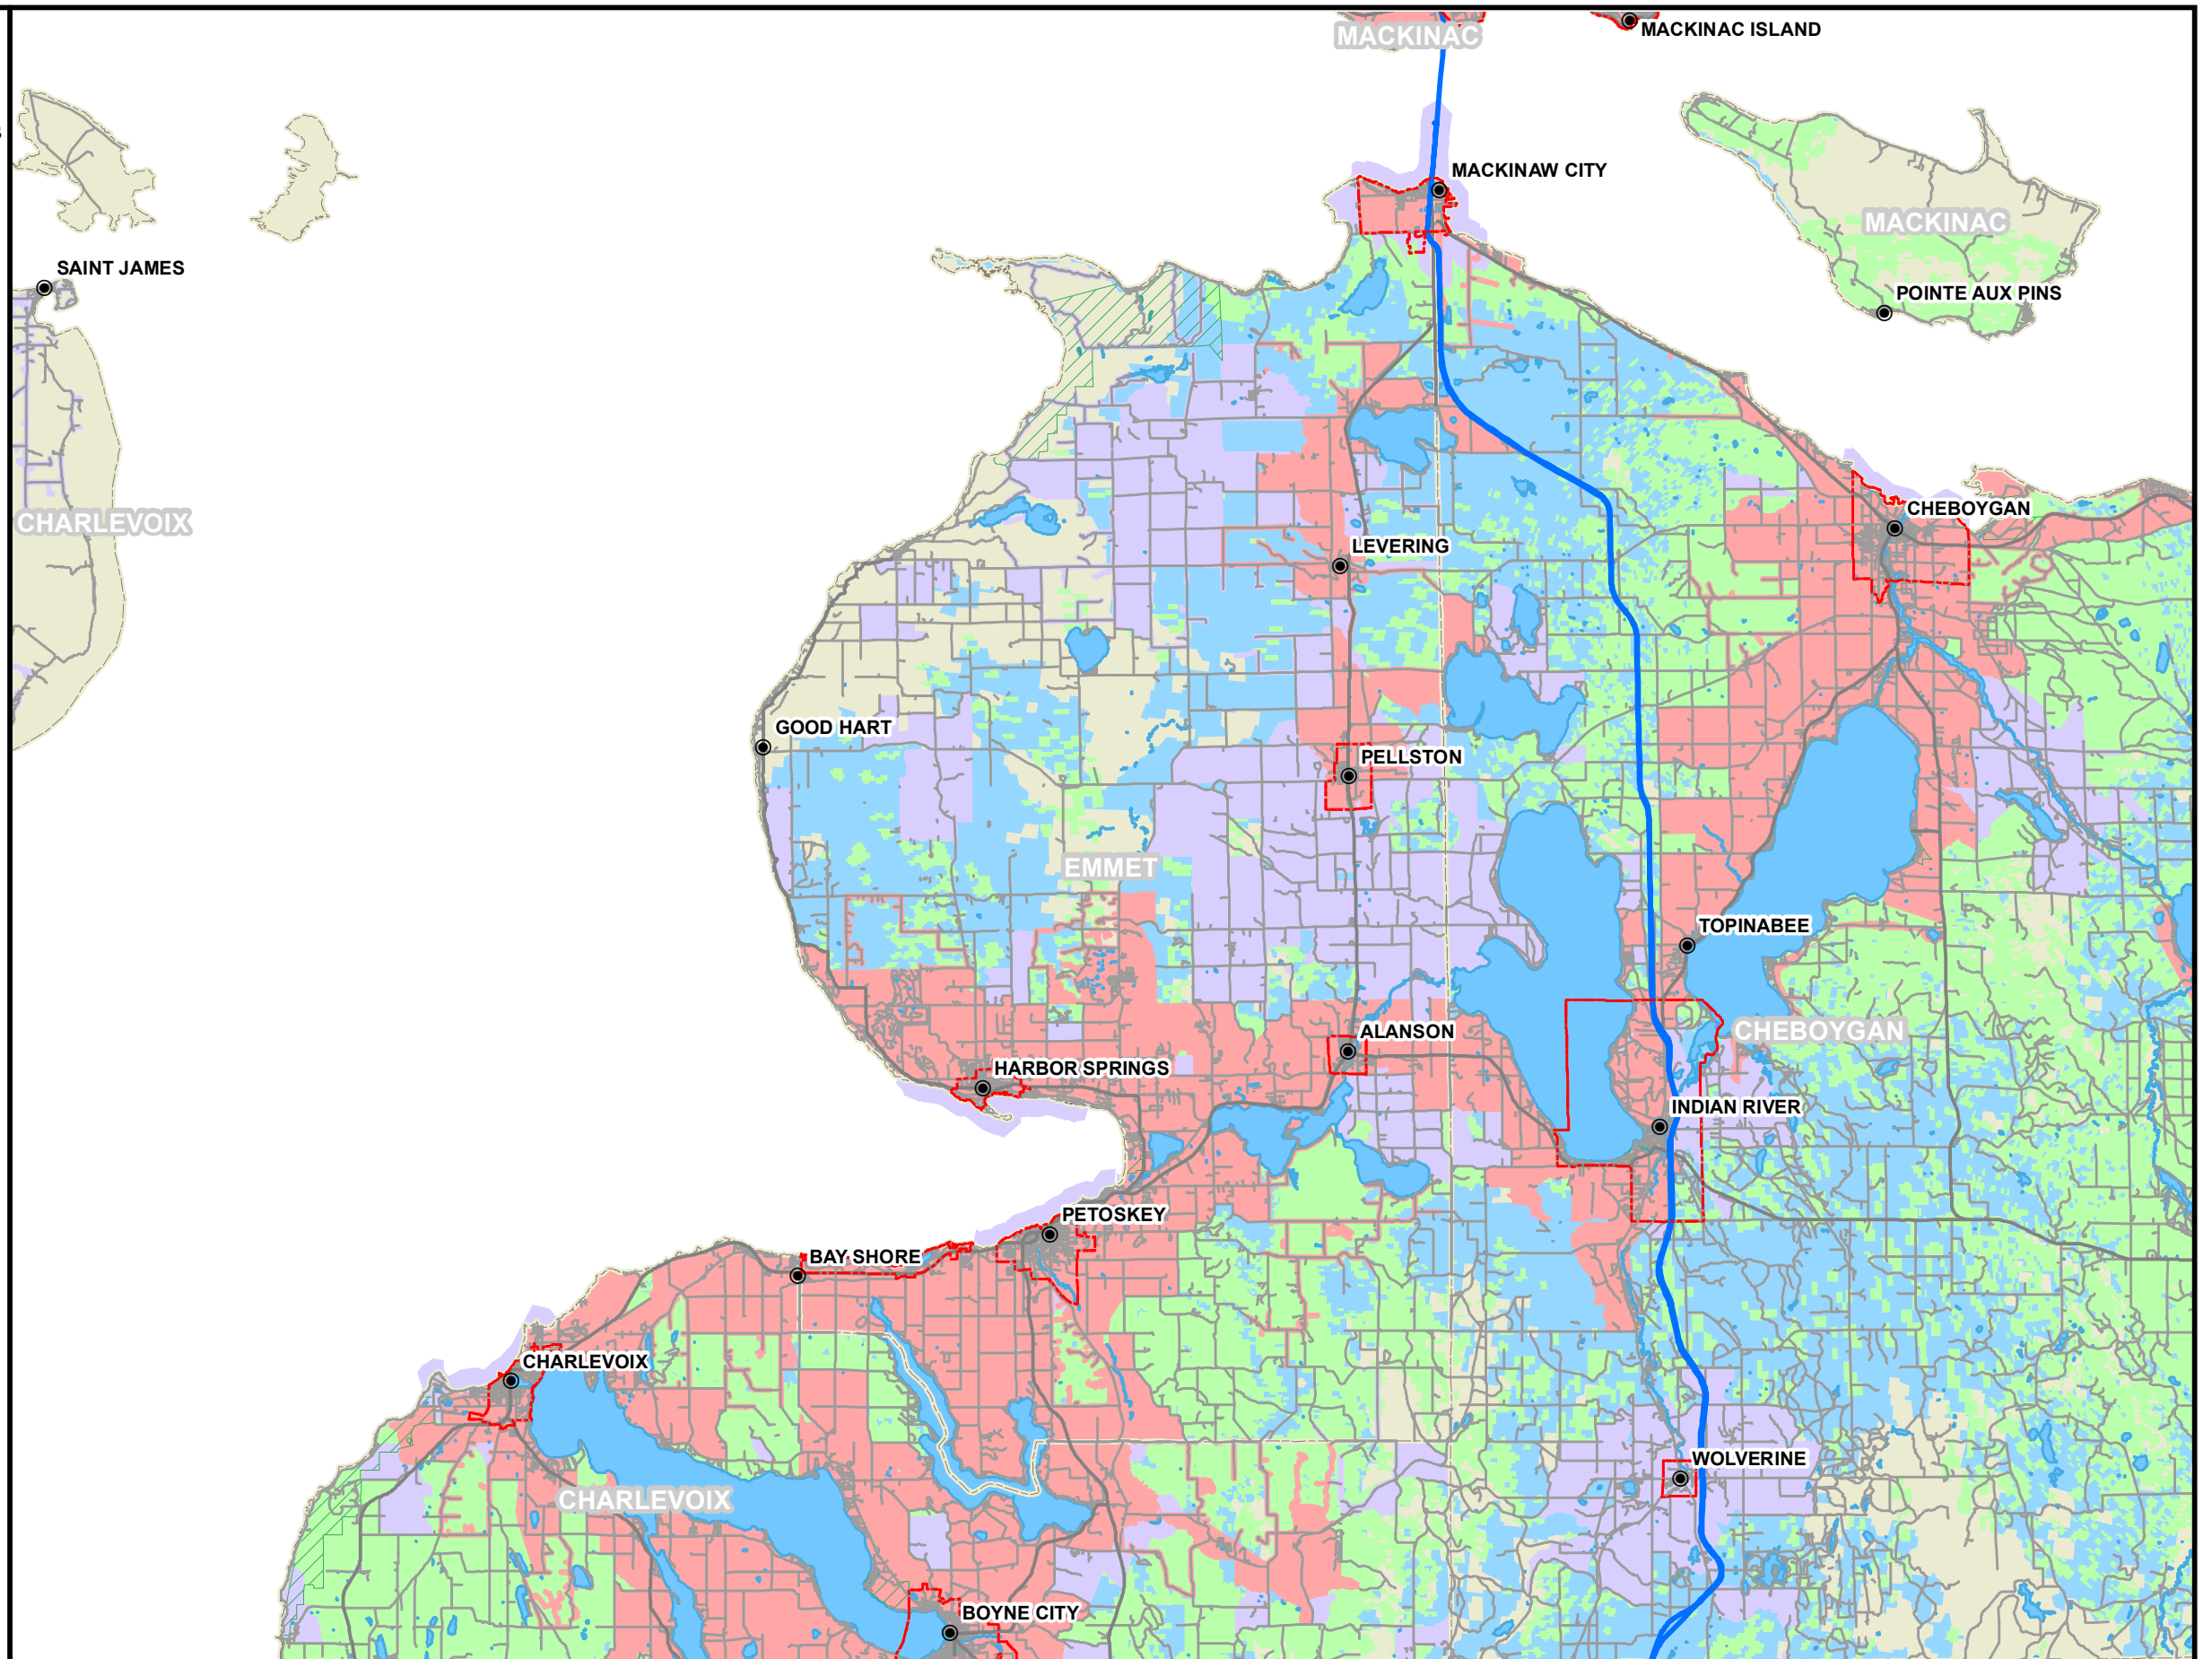 MACKINAC
MACKINAC ISLAND
MACKINAW CITY
MACKINAC
SAINT JAMES
POINTE AUX PINS
CHARLEVOIX
CHEBOYGAN
LEVERING
GOOD HART
PELLSTON
EMMET
TOPINABEE
ALANSON
CHEBOYGAN
HARBOR SPRINGS
INDIAN RIVER
PETOSKEY
BAY SHORE
CHARLEVOIX
WOLVERINE
CHARLEVOIX
BOYNE CITY